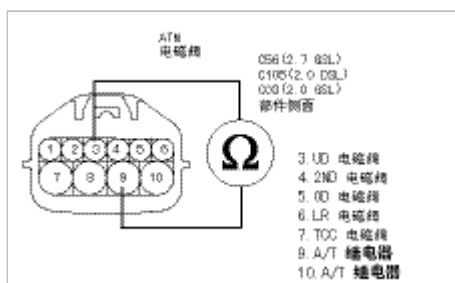 ATM
电磁阀
C56(2.7 GSL)
C105(2.0 DSL)
C03(2.0 GSL)
部件侧面
1 2 3 4 5 6
7 8 9 10
Ω
3.UD 电磁阀
4.2ND 电磁阀
5.OD 电磁阀
6.LR 电磁阀
7.TCC 电磁阀
9.A/T 继电器
10.A/T 继电器